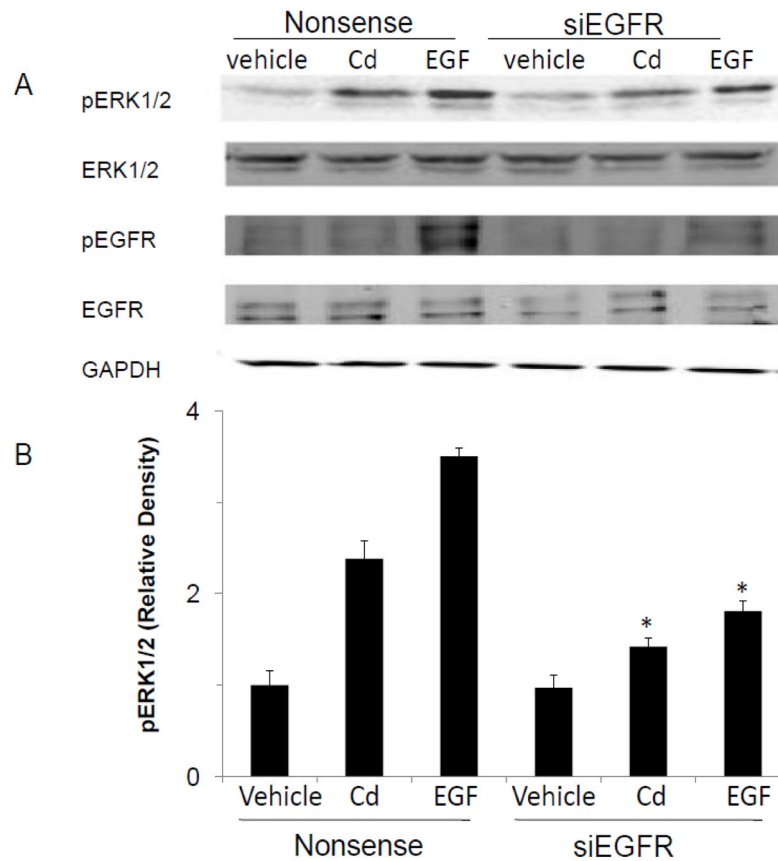 Nonsense siEGFR
vehicle Cd EGF vehicle Cd EGF
A
pERK1/2
ERK1/2
pEGFR
EGFR
GAPDH
B
pERK1/2 (Relative Density)
4
2
0
* *
Vehicle Cd EGF Vehicle Cd EGF
Nonsense siEGFR